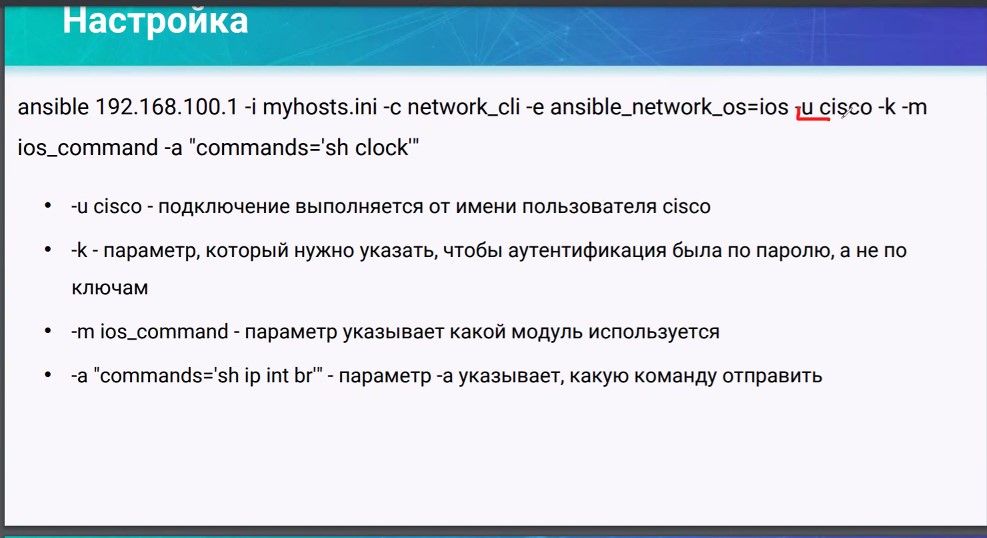 Настройка
ansible 192.168.100.1 -i myhosts.ini -c network_cli -e ansible_network_os=ios -u cisco -k -m
ios_command -a "commands='sh clock'"
• -u cisco - подключение выполняется от имени пользователя cisco
• -k - параметр, который нужно указать, чтобы аутентификация была по паролю, а не по
ключам
• -m ios_command - параметр указывает какой модуль используется
• -a "commands='sh ip int br'" - параметр -a указывает, какую команду отправить